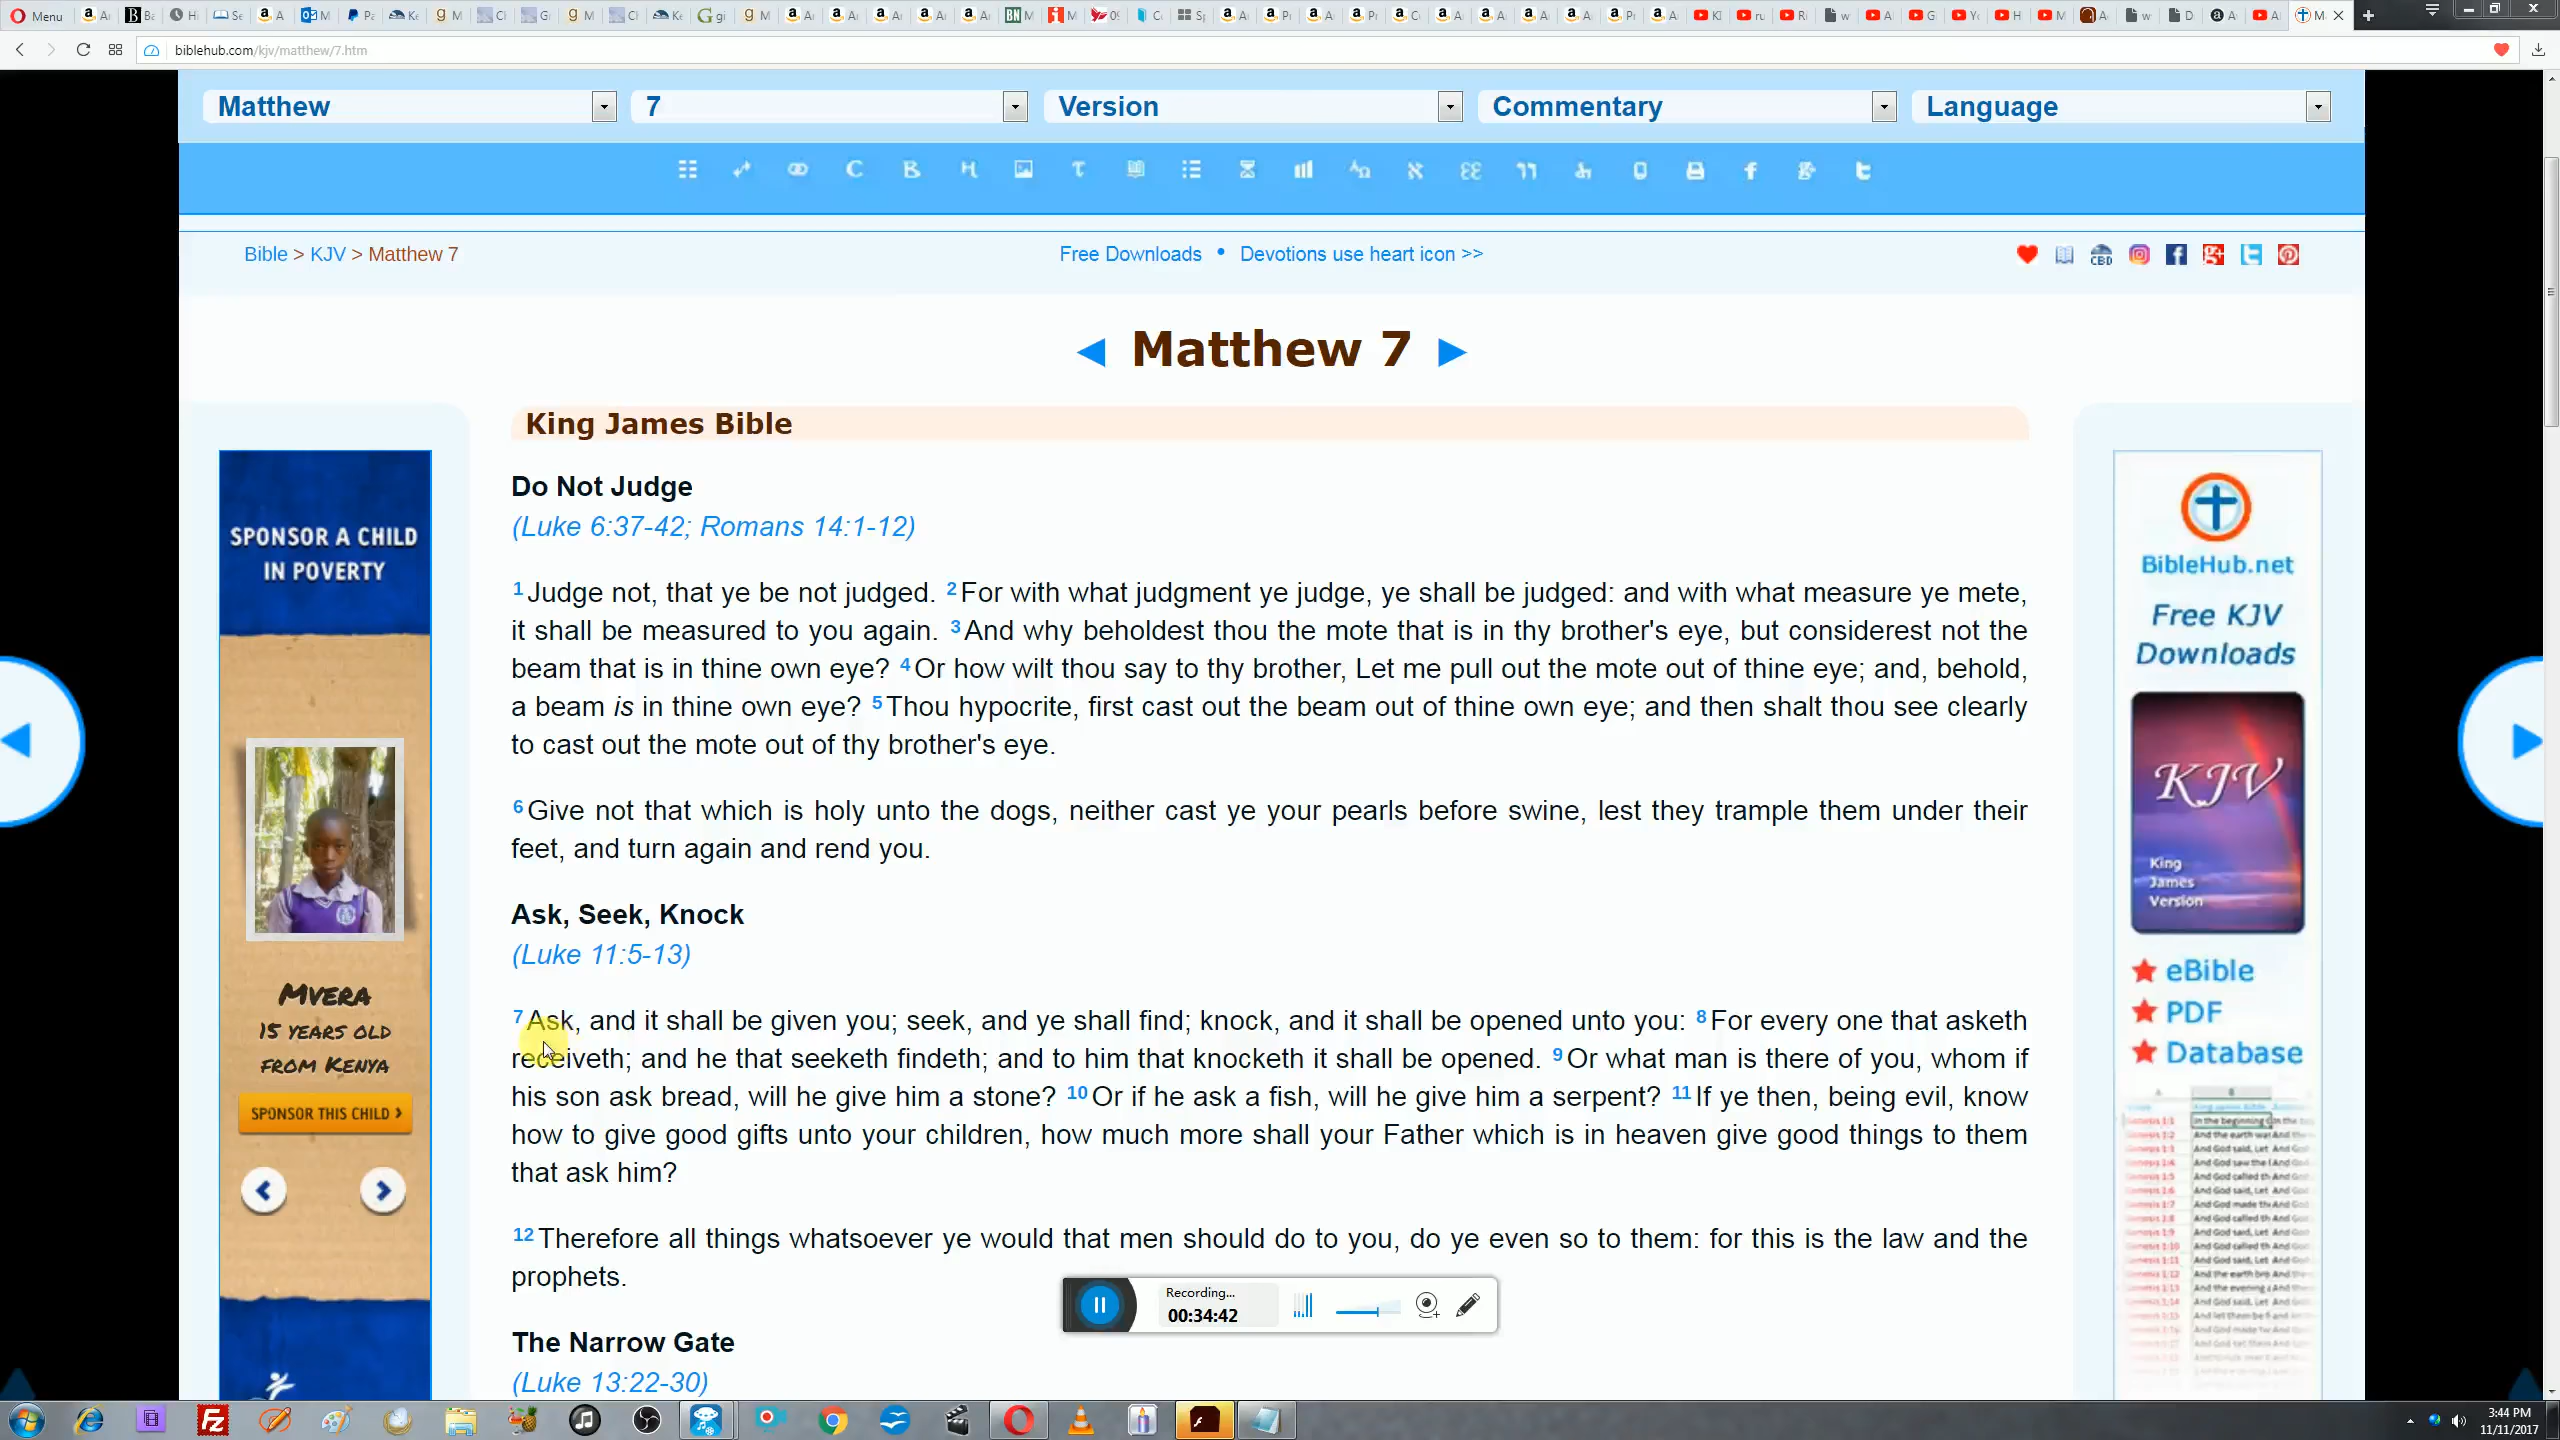 Menu
biblehub.com/kjv/matthew/7.htm
Matthew
7
Version
Commentary
Language
Bible > KJV > Matthew 7
Free Downloads • Devotions use heart icon >>
CBD
◄ Matthew 7 ►
King James Bible
Do Not Judge
(Luke 6:37-42; Romans 14:1-12)
1 Judge not, that ye be not judged. 2 For with what judgment ye judge, ye shall be judged: and with what measure ye mete,
it shall be measured to you again. 3 And why beholdest thou the mote that is in thy brother's eye, but considerest not the
beam that is in thine own eye? 4 Or how wilt thou say to thy brother, Let me pull out the mote out of thine eye; and, behold,
a beam is in thine own eye? 5 Thou hypocrite, first cast out the beam out of thine own eye; and then shalt thou see clearly
to cast out the mote out of thy brother's eye.
6 Give not that which is holy unto the dogs, neither cast ye your pearls before swine, lest they trample them under their
feet, and turn again and rend you.
Ask, Seek, Knock
(Luke 11:5-13)
7 Ask, and it shall be given you; seek, and ye shall find; knock, and it shall be opened unto you: 8 For every one that asketh
receiveth; and he that seeketh findeth; and to him that knocketh it shall be opened. 9 Or what man is there of you, whom if
his son ask bread, will he give him a stone? 10 Or if he ask a fish, will he give him a serpent? 11 If ye then, being evil, know
how to give good gifts unto your children, how much more shall your Father which is in heaven give good things to them
that ask him?
12 Therefore all things whatsoever ye would that men should do to you, do ye even so to them: for this is the law and the
prophets.
The Narrow Gate
(Luke 13:22-30)
SPONSOR A CHILD
IN POVERTY
MVERA
15 YEARS OLD
FROM KENYA
SPONSOR THIS CHILD ›
BibleHub.net
Free KJV
Downloads
KJV
King
James
Version
eBible
PDF
Database
Recording...
00:34:42
3:44 PM
11/11/2017